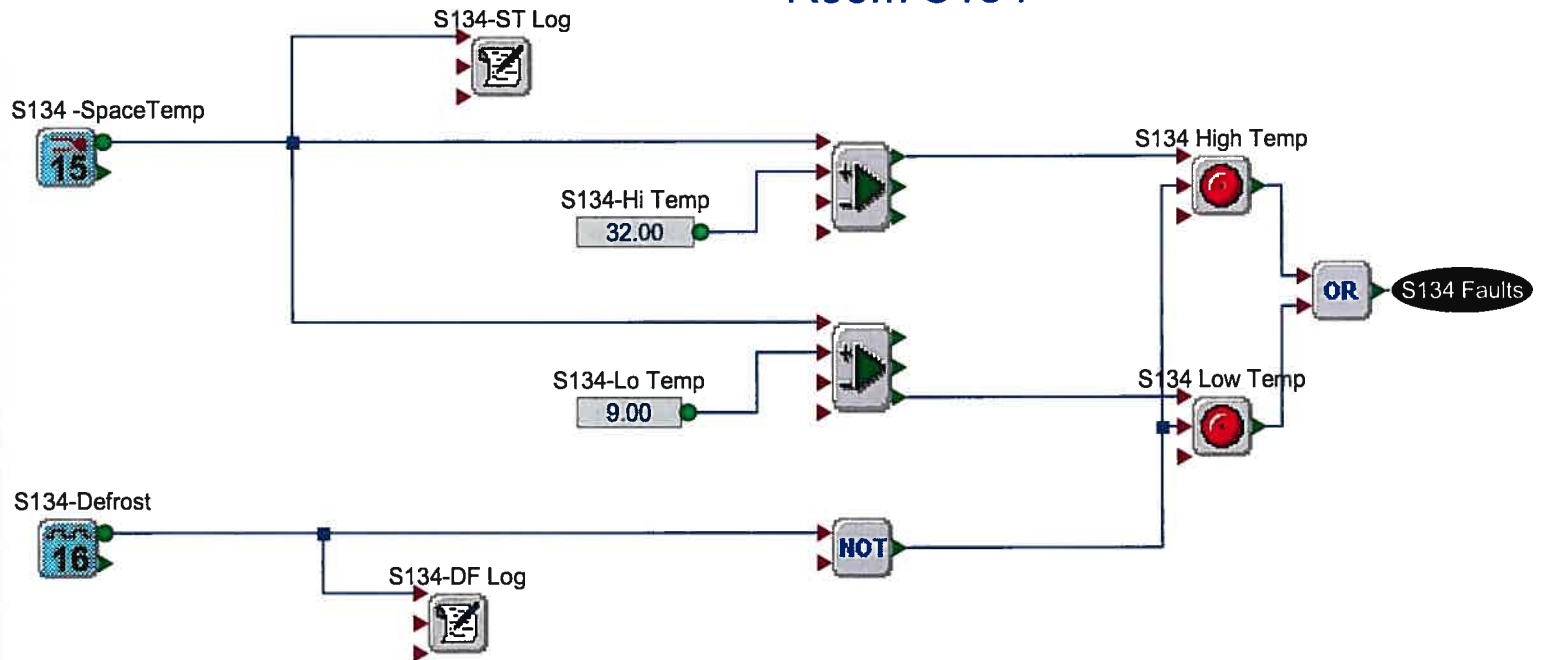 S134-ST Log
S134 -SpaceTemp
15
S134 High Temp
S134-Hi Temp
32.00
OR
S134 Faults
S134-Lo Temp
9.00
S134 Low Temp
S134-Defrost
16
NOT
S134-DF Log